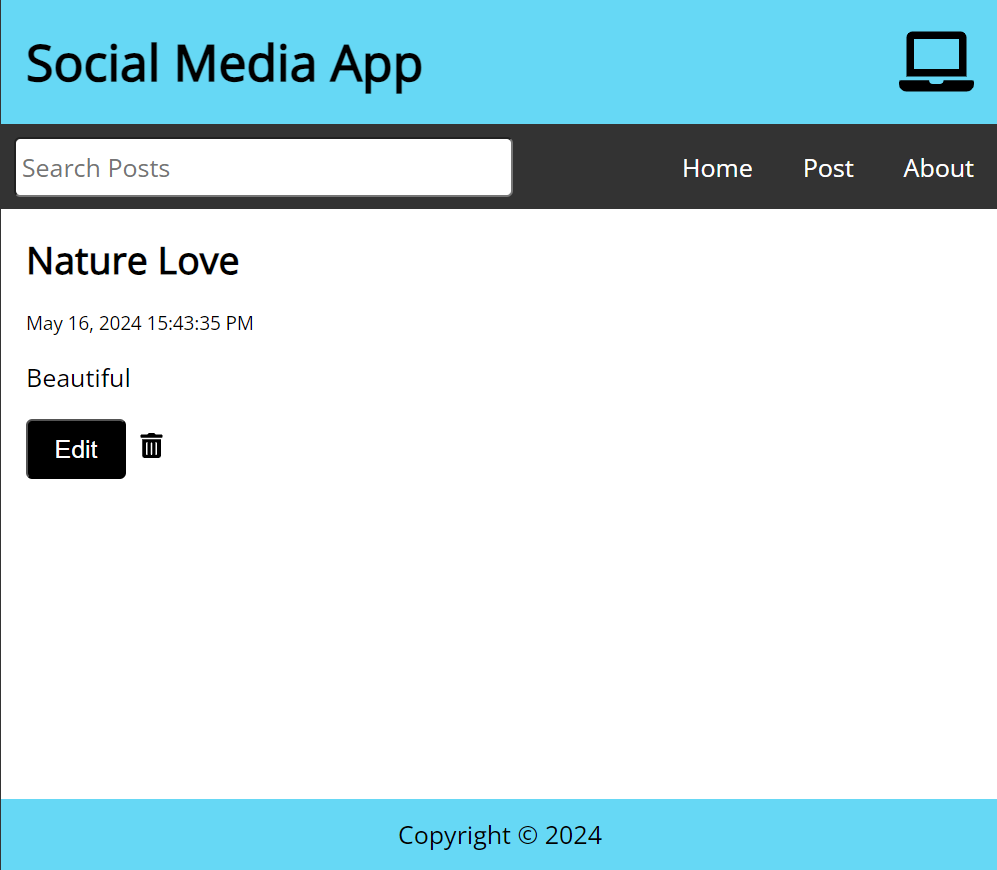 Social Media App
Search Posts
Home Post About
Nature Love
May 16, 2024 15:43:35 PM
Beautiful
Edit
Copyright © 2024